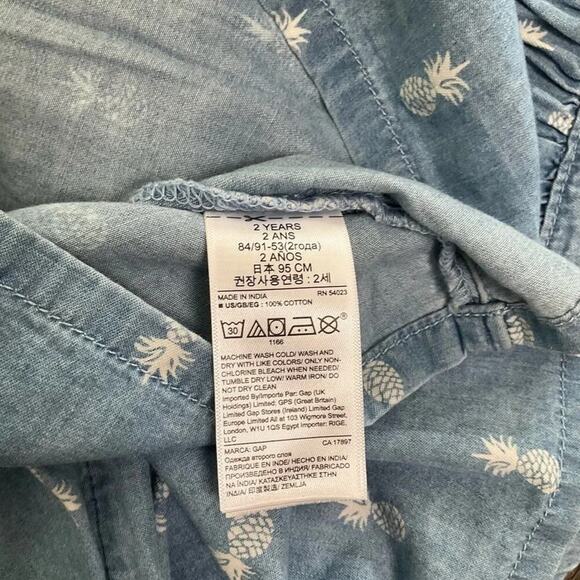 2 YEARS
2 ANS
84/91-53(2года)
2 AÑOS
日本 95 CM
권장사용연령 : 2세
MADE IN INDIA RN 54023
US/GB/EG : 100% COTTON
30
1166
MACHINE WASH COLD/ WASH AND
DRY WITH LIKE COLORS/ ONLY NON-
CHLORINE BLEACH WHEN NEEDED/
TUMBLE DRY LOW/ WARM IRON/ DO
NOT DRY CLEAN
Imported By/Importe Par: Gap (UK
Holdings) Limited; GPS (Great Britain)
Limited Gap Stores (Ireland) Limited Gap
Europe Limited All at 103 Wigmore Street,
London, W1U 1QS Egypt Importer: RIGE,
LLC
MARCA: GAP CA 17897
Одежда второго слоя
FABRIQUE EN INDE/ HECHO EN INDIA/
FABRICADO EN INDIA/
ПРОИЗВЕДЕНО В ИНДИЯ/ ΚΑΤΑΣΚΕΥΑΣΤΗΚΕ ΣΤΗΝ
ΙΝΔΙΑ/ 印度製造/ ZEMLJA